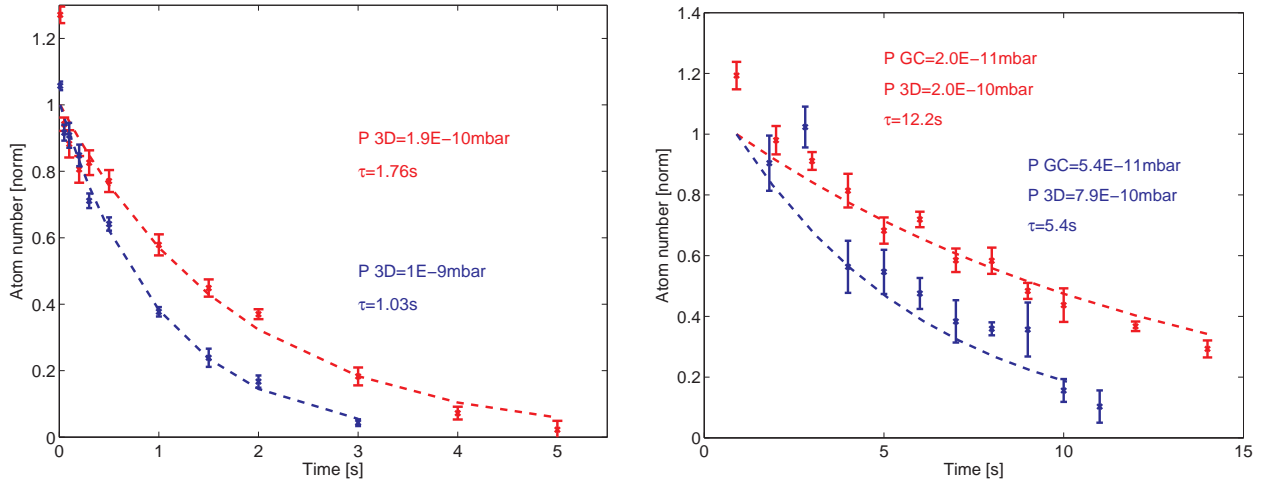 1.2
1
0.8
0.6
0.4
0.2
0
Atom number [norm]
P 3D=1.9E−10mbar
τ=1.76s
P 3D=1E−9mbar
τ=1.03s
0 1 2 3 4 5
Time [s]
1.4
1.2
1
0.8
0.6
0.4
0.2
0
Atom number [norm]
P GC=2.0E−11mbar
P 3D=2.0E−10mbar
τ=12.2s
P GC=5.4E−11mbar
P 3D=7.9E−10mbar
τ=5.4s
0 5 10 15
Time [s]